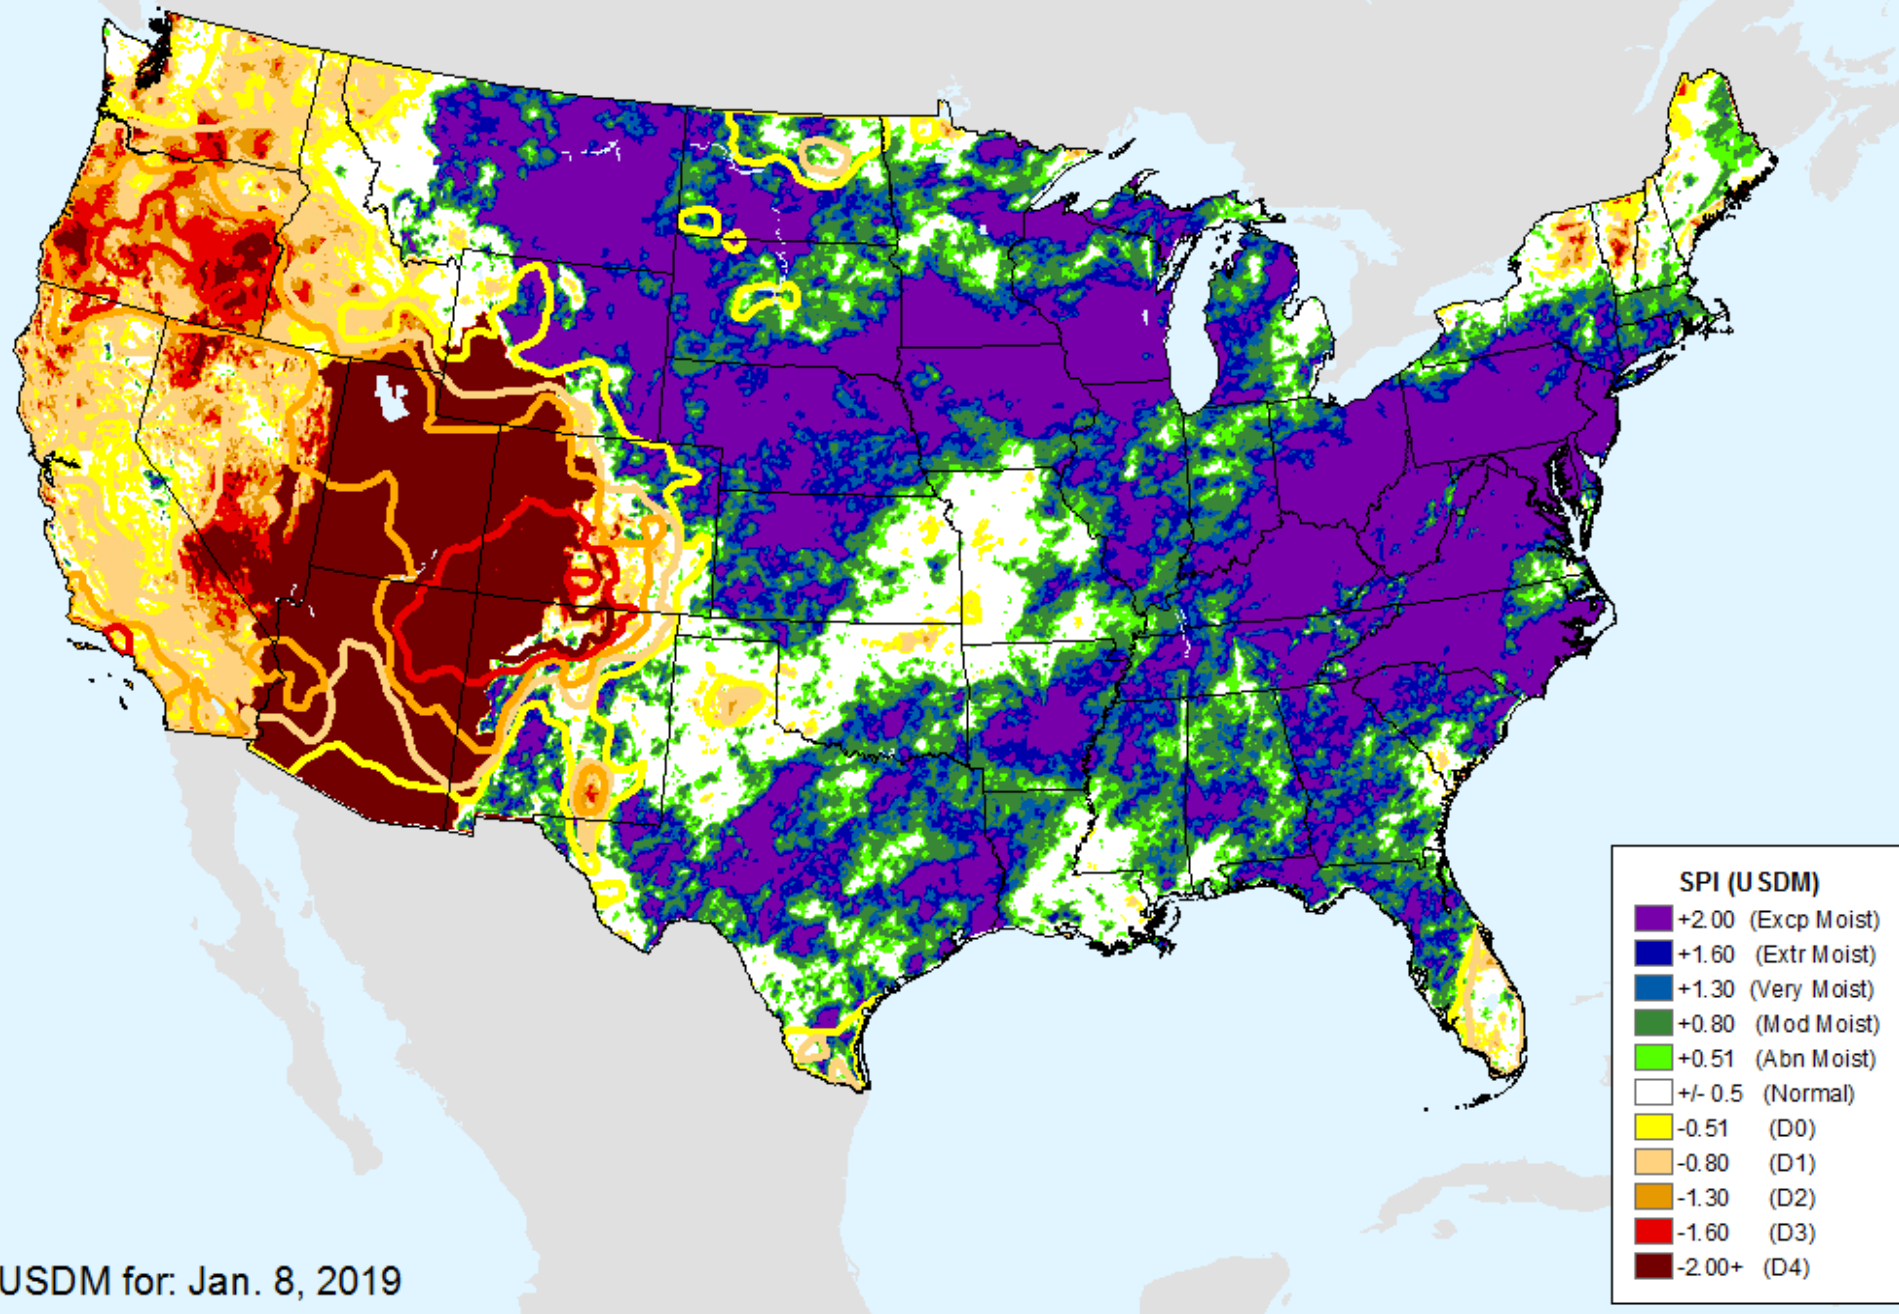 SPI (USDM)
+2.00 (Excp Moist)
+1.60 (Extr Moist)
+1.30 (Very Moist)
+0.80 (Mod Moist)
+0.51 (Abn Moist)
+/- 0.5 (Normal)
-0.51 (D0)
-0.80 (D1)
-1.30 (D2)
-1.60 (D3)
-2.00+ (D4)
USDM for: Jan. 8, 2019